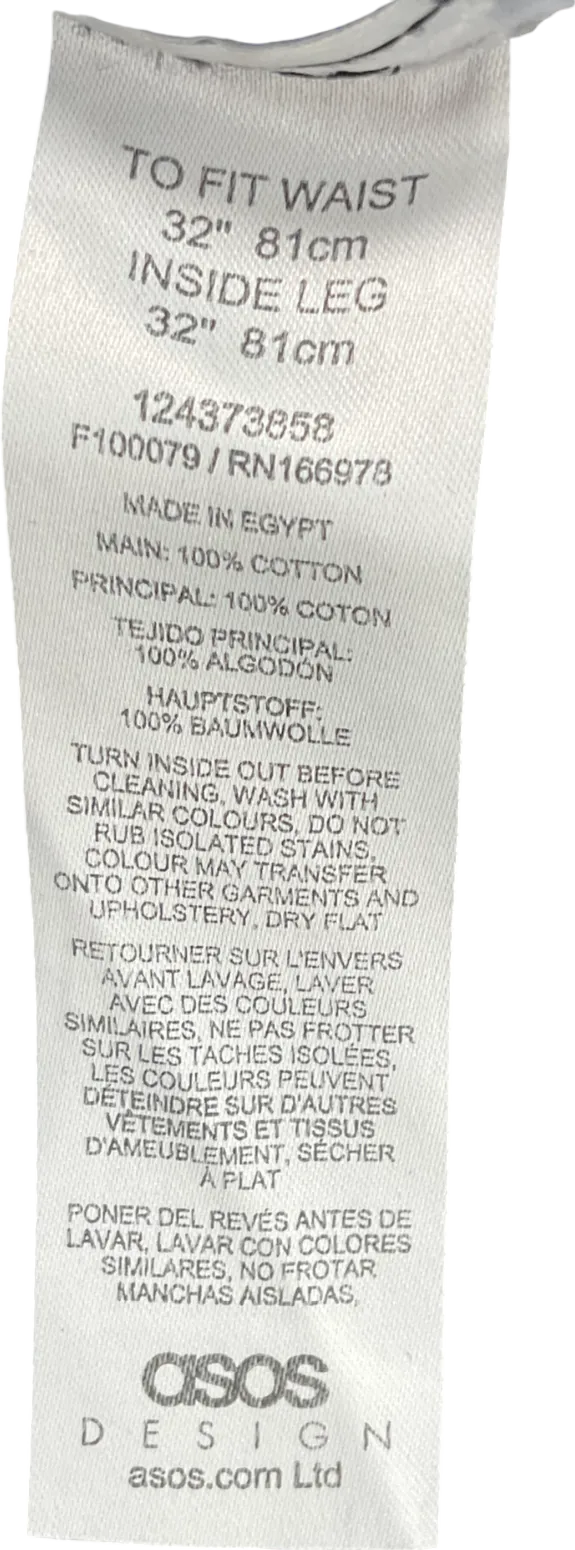 TO FIT WAIST
32" 81cm
INSIDE LEG
32" 81cm
124373858
F100079 / RN166978
MADE IN EGYPT
MAIN: 100% COTTON
PRINCIPAL: 100% COTON
TEJIDO PRINCIPAL:
100% ALGODÓN
HAUPTSTOFF:
100% BAUMWOLLE
TURN INSIDE OUT BEFORE
CLEANING, WASH WITH
SIMILAR COLOURS, DO NOT
RUB ISOLATED STAINS,
COLOUR MAY TRANSFER
ONTO OTHER GARMENTS AND
UPHOLSTERY, DRY FLAT
RETOURNER SUR L'ENVERS
AVANT LAVAGE, LAVER
AVEC DES COULEURS
SIMILAIRES, NE PAS FROTTER
SUR LES TACHES ISOLÉES,
LES COULEURS PEUVENT
DÉTEINDRE SUR D'AUTRES
VÊTEMENTS ET TISSUS
D'AMEUBLEMENT, SÉCHER
À PLAT
PONER DEL REVÉS ANTES DE
LAVAR, LAVAR CON COLORES
SIMILARES, NO FROTAR
MANCHAS AISLADAS,
asos
DESIGN
asos.com Ltd